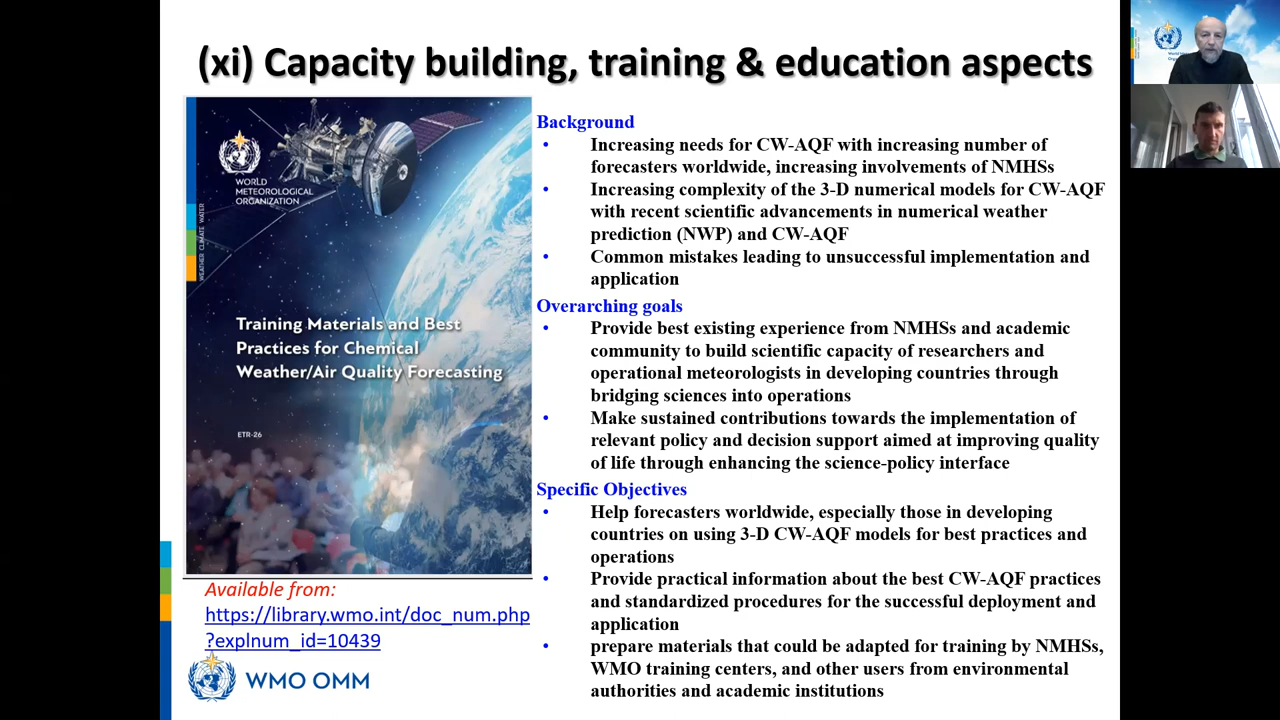 (xi) Capacity building, training & education aspects
WORLD
METEOROLOGICAL
ORGANIZATION
WEATHER CLIMATE WATER
Training Materials and Best
Practices for Chemical
Weather/Air Quality Forecasting
ETR-26
Available from:
https://library.wmo.int/doc_num.php
?explnum_id=10439
WMO OMM
Background
• Increasing needs for CW-AQF with increasing number of
forecasters worldwide, increasing involvements of NMHSs
• Increasing complexity of the 3-D numerical models for CW-AQF
with recent scientific advancements in numerical weather
prediction (NWP) and CW-AQF
• Common mistakes leading to unsuccessful implementation and
application
Overarching goals
• Provide best existing experience from NMHSs and academic
community to build scientific capacity of researchers and
operational meteorologists in developing countries through
bridging sciences into operations
• Make sustained contributions towards the implementation of
relevant policy and decision support aimed at improving quality
of life through enhancing the science-policy interface
Specific Objectives
• Help forecasters worldwide, especially those in developing
countries on using 3-D CW-AQF models for best practices and
operations
• Provide practical information about the best CW-AQF practices
and standardized procedures for the successful deployment and
application
• prepare materials that could be adapted for training by NMHSs,
WMO training centers, and other users from environmental
authorities and academic institutions